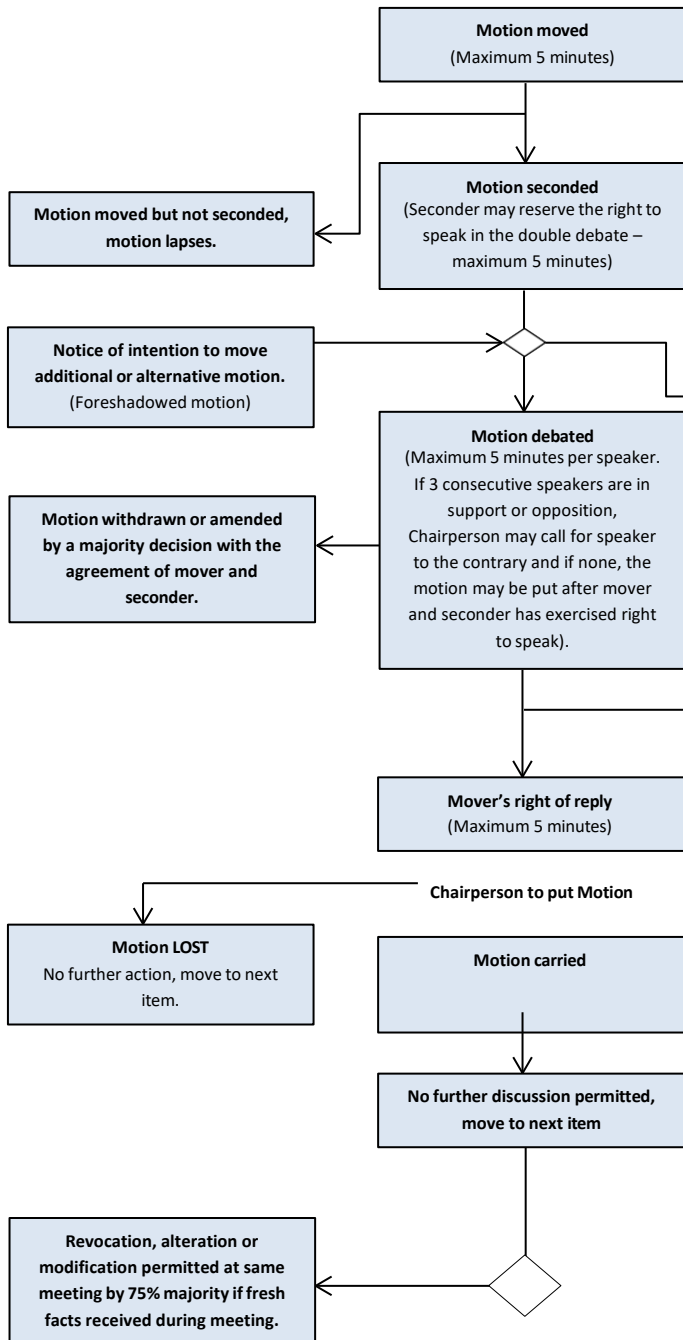 Motion moved
(Maximum 5 minutes)
Motion seconded
(Seconder may reserve the right to
speak in the double debate –
maximum 5 minutes)
Motion moved but not seconded,
motion lapses.
Notice of intention to move
additional or alternative motion.
(Foreshadowed motion)
Motion debated
(Maximum 5 minutes per speaker.
If 3 consecutive speakers are in
support or opposition,
Chairperson may call for speaker
to the contrary and if none, the
motion may be put after mover
and seconder has exercised right
to speak).
Motion withdrawn or amended
by a majority decision with the
agreement of mover and
seconder.
Mover’s right of reply
(Maximum 5 minutes)
Chairperson to put Motion
Motion LOST
No further action, move to next
item.
Motion carried
No further discussion permitted,
move to next item
Revocation, alteration or
modification permitted at same
meeting by 75% majority if fresh
facts received during meeting.